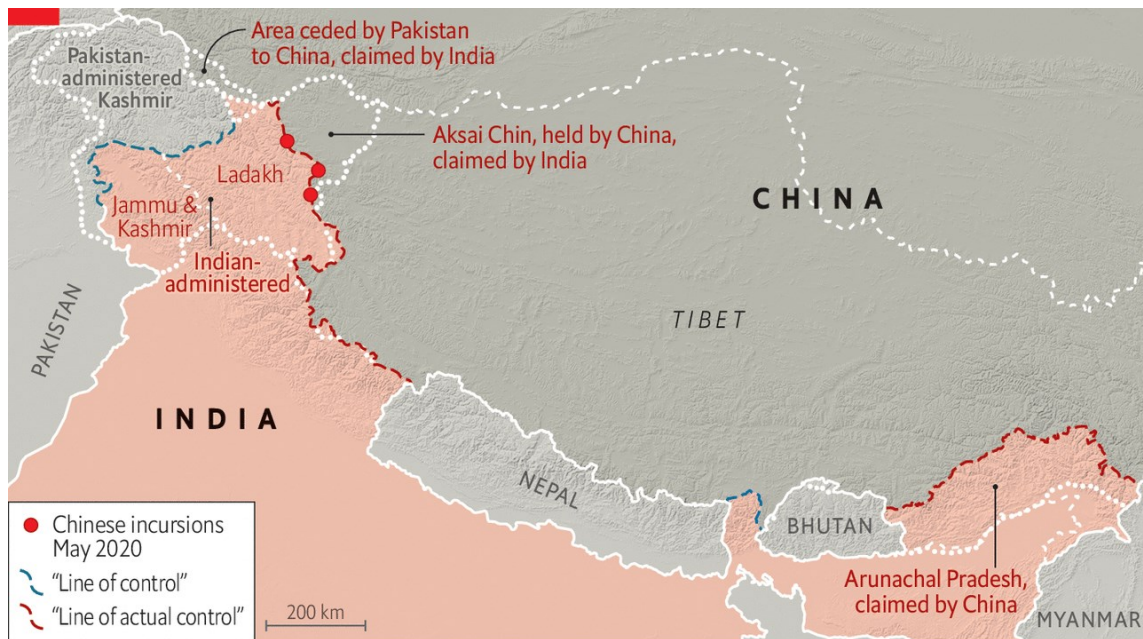 Area ceded by Pakistan
to China, claimed by India
Pakistan-
administered
Kashmir
Aksai Chin, held by China,
claimed by India
Ladakh
CHINA
Jammu &
Kashmir
Indian-
administered
PAKISTAN
TIBET
INDIA
NEPAL
BHUTAN
Chinese incursions
May 2020
"Line of control"
"Line of actual control"
200 km
Arunachal Pradesh,
claimed by China
MYANMAR